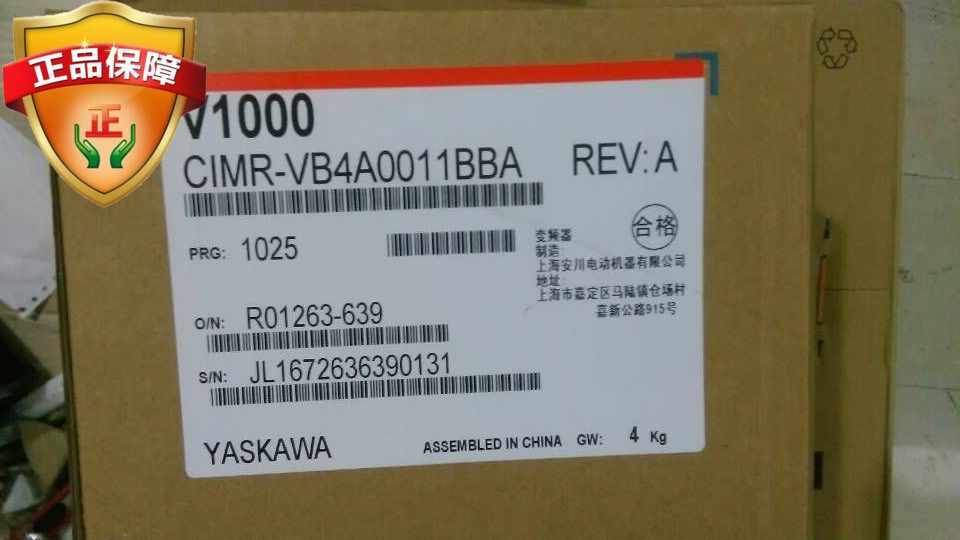 正品保障
正
V1000
CIMR-VB4A0011BBA REV: A
PRG: 1025
合格
变频器
制造:
上海安川电动机器有限公司
地址:
上海市嘉定区马陆镇仓场村
嘉新公路915号
O/N: R01263-639
S/N: JL1672636390131
YASKAWA ASSEMBLED IN CHINA GW: 4 Kg